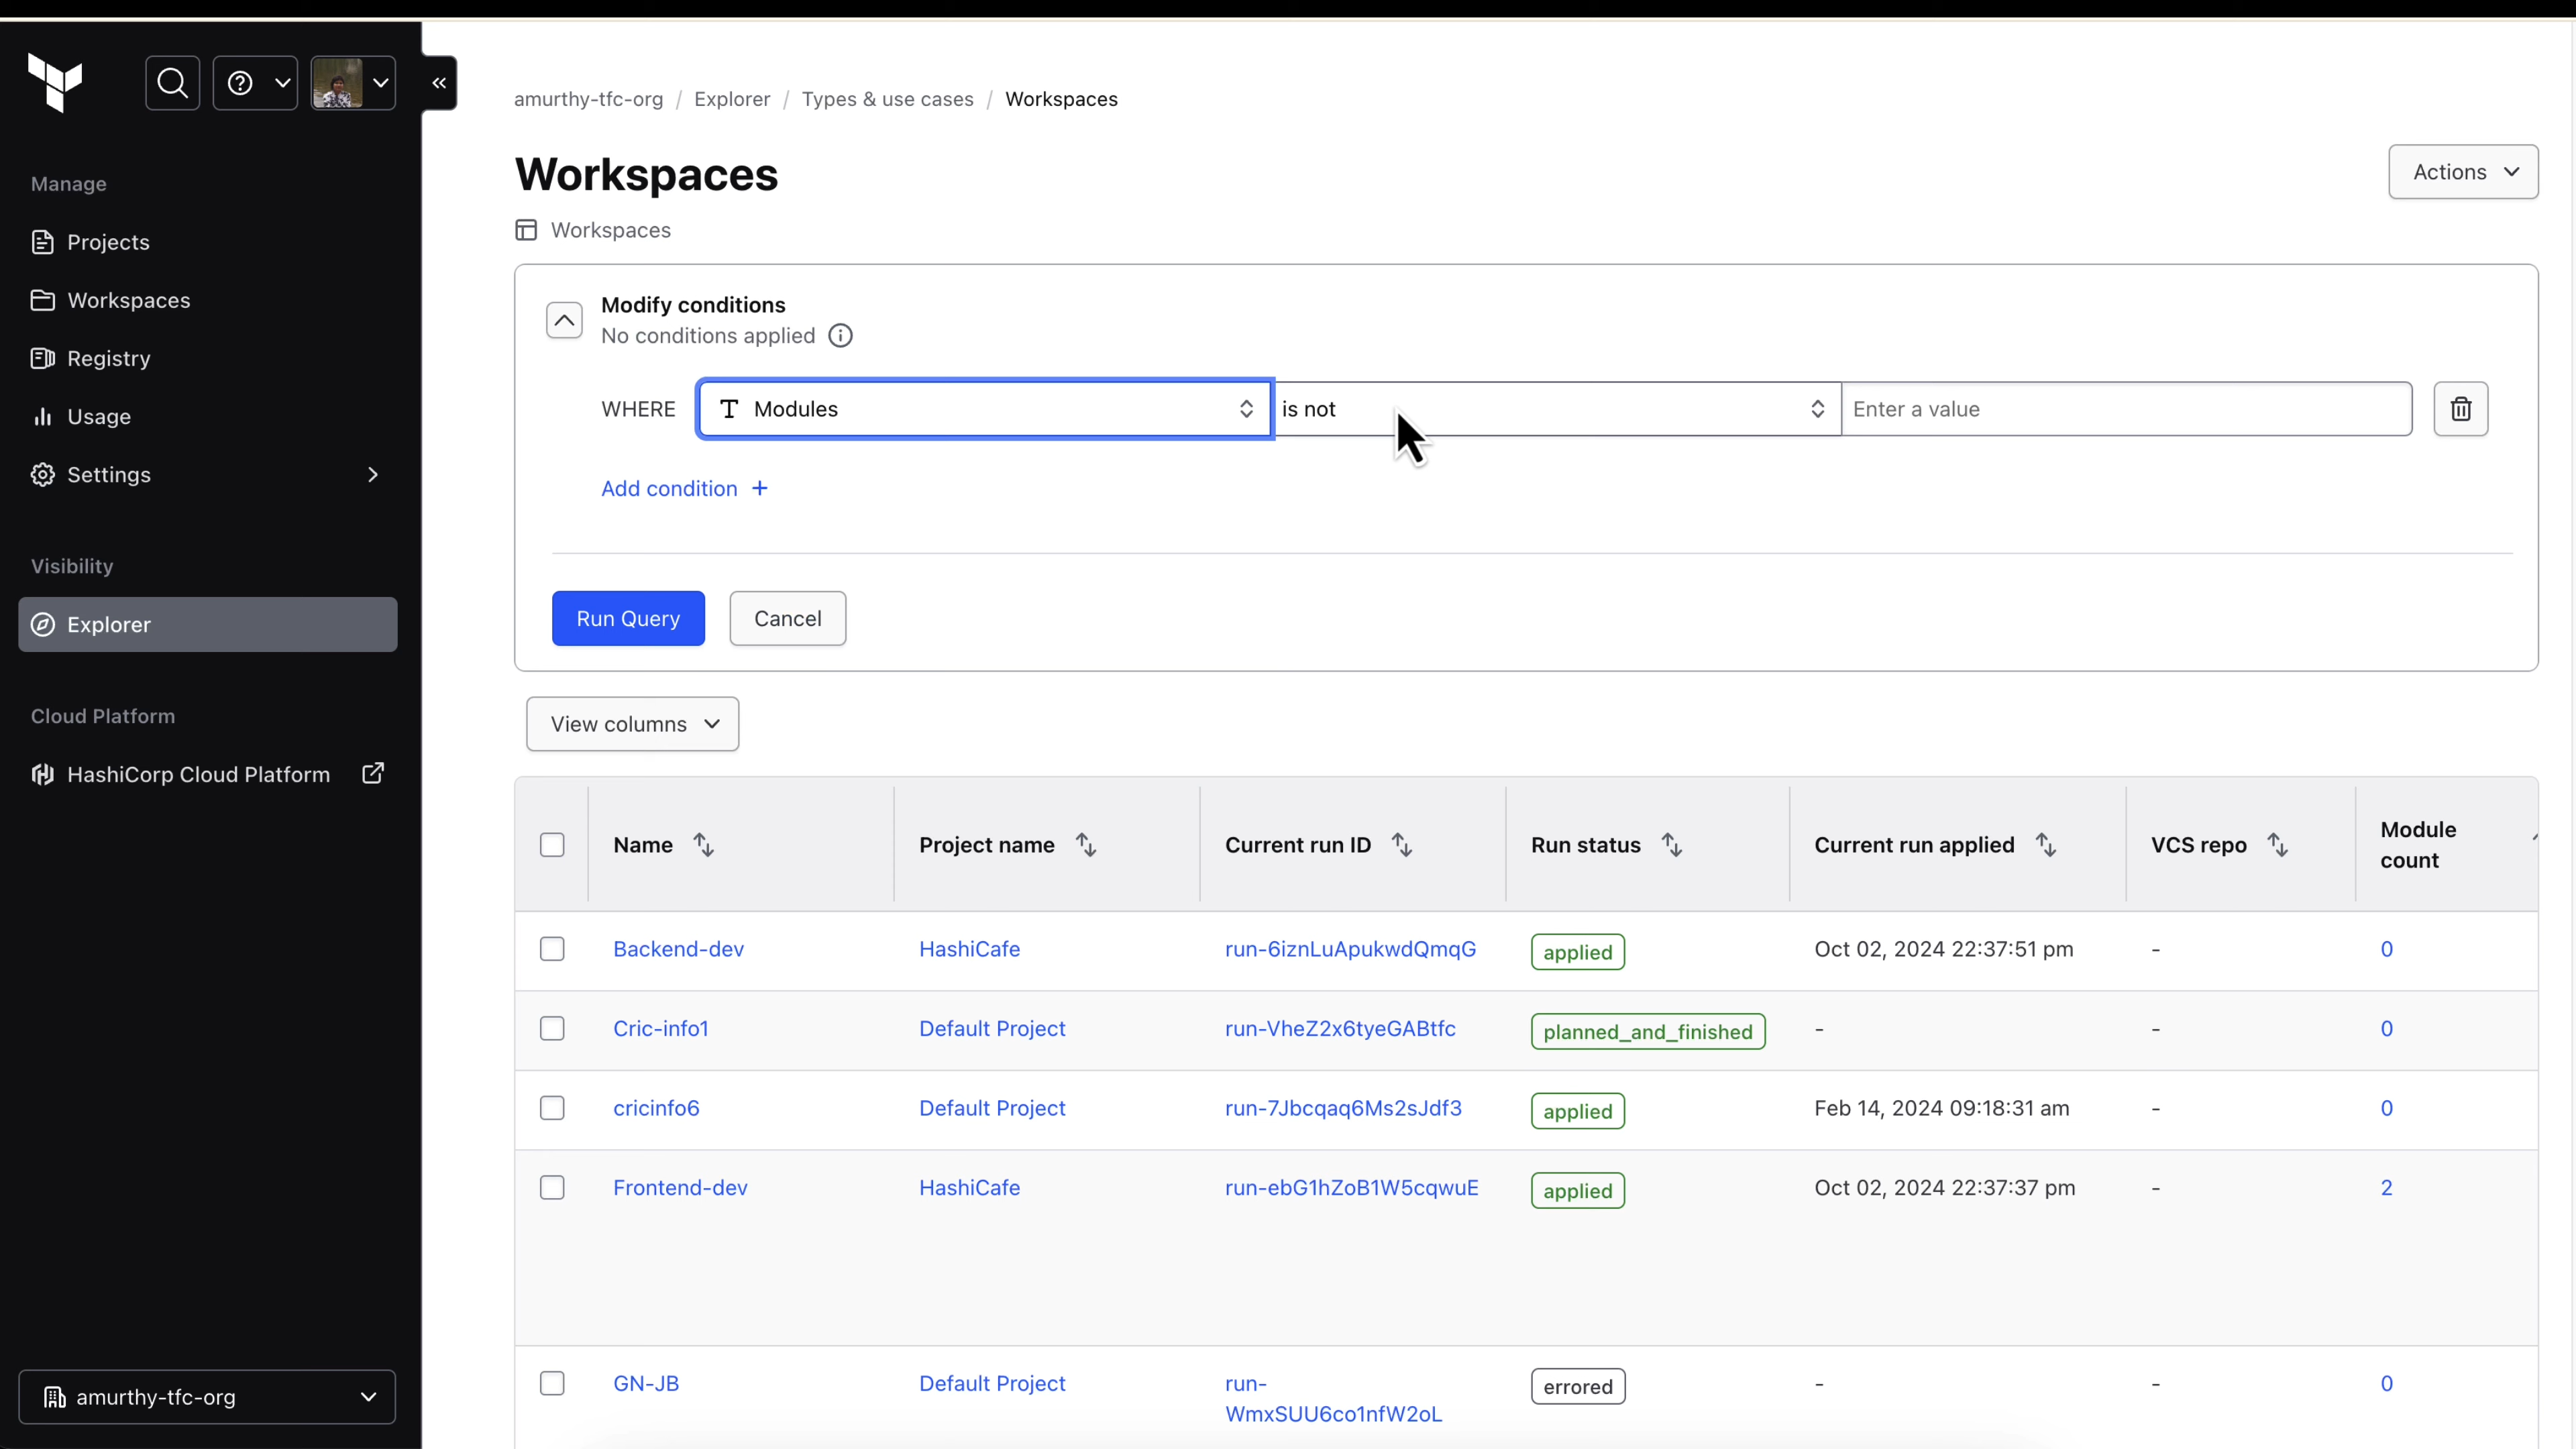 amurthy-tfc-org / Explorer / Types & use cases / Workspaces
Manage
Projects
Workspaces
Registry
Usage
Settings
Visibility
Explorer
Cloud Platform
HashiCorp Cloud Platform
amurthy-tfc-org
Workspaces
Actions
Workspaces
Modify conditions
No conditions applied
WHERE T Modules is not Enter a value
Add condition +
Run Query Cancel
View columns
Name Project name Current run ID Run status Current run applied VCS repo Module count
Backend-dev HashiCafe run-6iznLuApukwdQmqG applied Oct 02, 2024 22:37:51 pm - 0
Cric-info1 Default Project run-VheZ2x6tyeGABtfc planned_and_finished - - 0
cricinfo6 Default Project run-7Jbcqaq6Ms2sJdf3 applied Feb 14, 2024 09:18:31 am - 0
Frontend-dev HashiCafe run-ebG1hZoB1W5cqwuE applied Oct 02, 2024 22:37:37 pm - 2
GN-JB Default Project run- errored - - 0
WmxSUU6co1nfW2oL